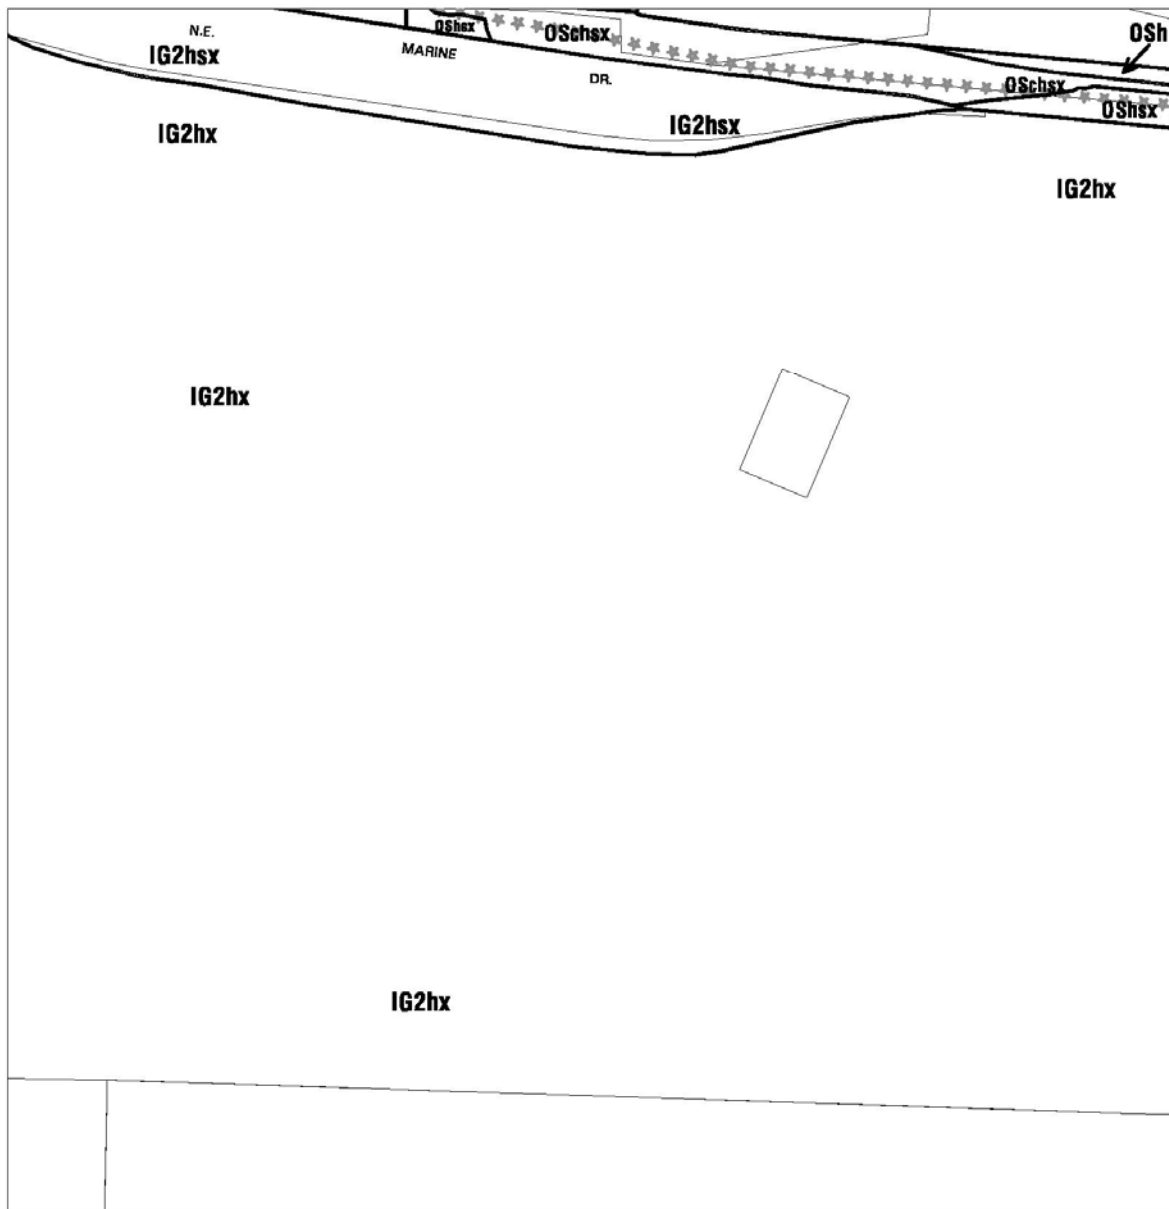 N.E.
IG2hsx
MARINE
OShsx
OSchsx
DR.
OSh
OSchsx
OShsx
IG2hx
IG2hsx
IG2hx
IG2hx
IG2hx